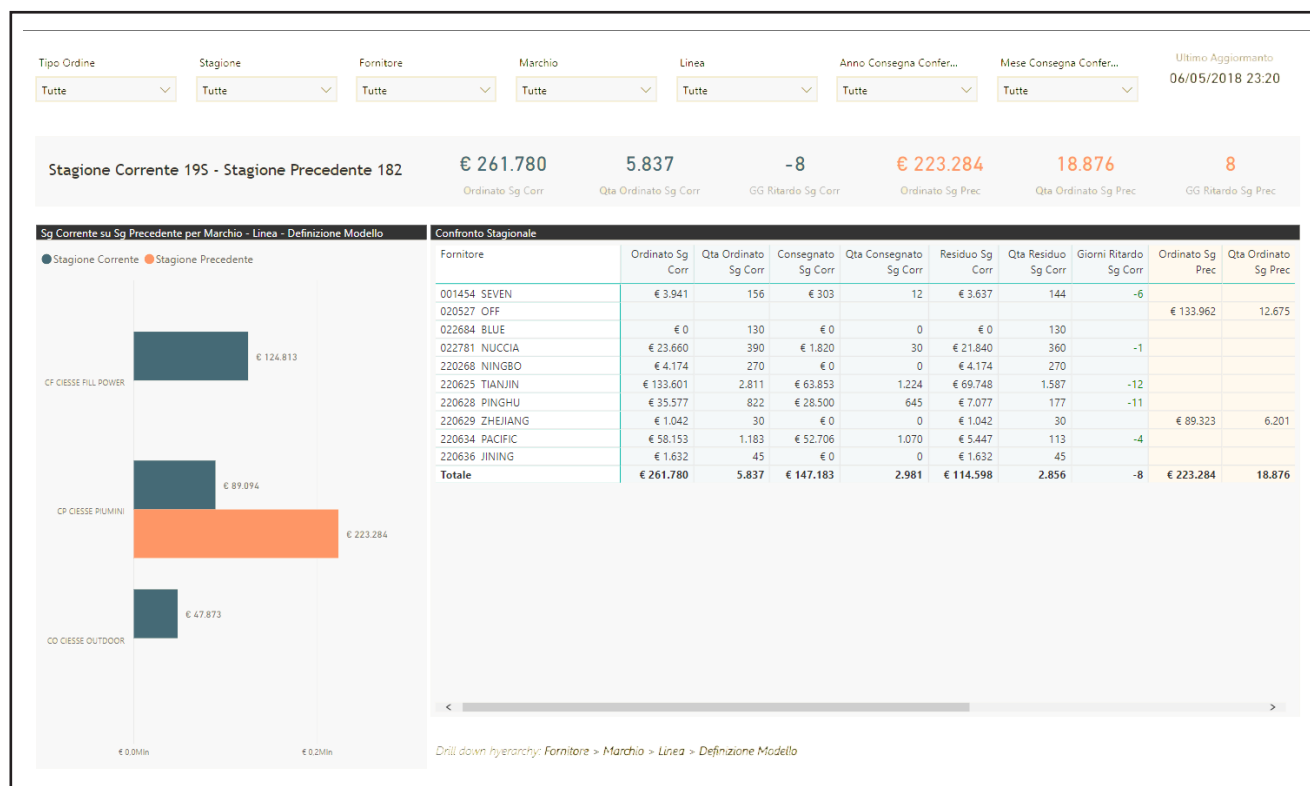 Tipo Ordine Stagione Fornitore Marchio Linea Anno Consegna Confer... Mese Consegna Confer... Ultimo Aggiormanto
Tutte Tutte Tutte Tutte Tutte Tutte Tutte 06/05/2018 23:20
Stagione Corrente 19S - Stagione Precedente 182
€ 261.780 5.837 -8 € 223.284 18.876 8
Ordinato Sg Corr Qta Ordinato Sg Corr GG Ritardo Sg Corr Ordinato Sg Prec Qta Ordinato Sg Prec GG Ritardo Sg Prec
Sg Corrente su Sg Precedente per Marchio - Linea - Definizione Modello
Stagione Corrente Stagione Precedente
€ 124.813
CF CIESSE FILL POWER
€ 89.094
CP CIESSE PIUMINI
€ 223.284
€ 47.873
CO CIESSE OUTDOOR
€ 0.0Mln € 0.2Mln
Confronto Stagionale
Fornitore Ordinato Sg Qta Ordinato Consegnato Qta Consegnato Residuo Sg Qta Residuo Giorni Ritardo Ordinato Sg Qta Ordinato
Corr Sg Corr Sg Corr Sg Corr Corr Sg Corr Sg Corr Prec Sg Prec
001454 SEVEN € 3.941 156 € 303 12 € 3.637 144 -6
020527 OFF € 133.962 12.675
022684 BLUE € 0 130 € 0 0 € 0 130
022781 NUCCIA € 23.660 390 € 1.820 30 € 21.840 360 -1
220268 NINGBO € 4.174 270 € 0 0 € 4.174 270
220625 TIANJIN € 133.601 2.811 € 63.853 1.224 € 69.748 1.587 -12
220628 PINGHU € 35.577 822 € 28.500 645 € 7.077 177 -11
220629 ZHEJIANG € 1.042 30 € 0 0 € 1.042 30 € 89.323 6.201
220634 PACIFIC € 58.153 1.183 € 52.706 1.070 € 5.447 113 -4
220636 JINING € 1.632 45 € 0 0 € 1.632 45
Totale € 261.780 5.837 € 147.183 2.981 € 114.598 2.856 -8 € 223.284 18.876
Drill down hyerarchy: Fornitore > Marchio > Linea > Definizione Modello